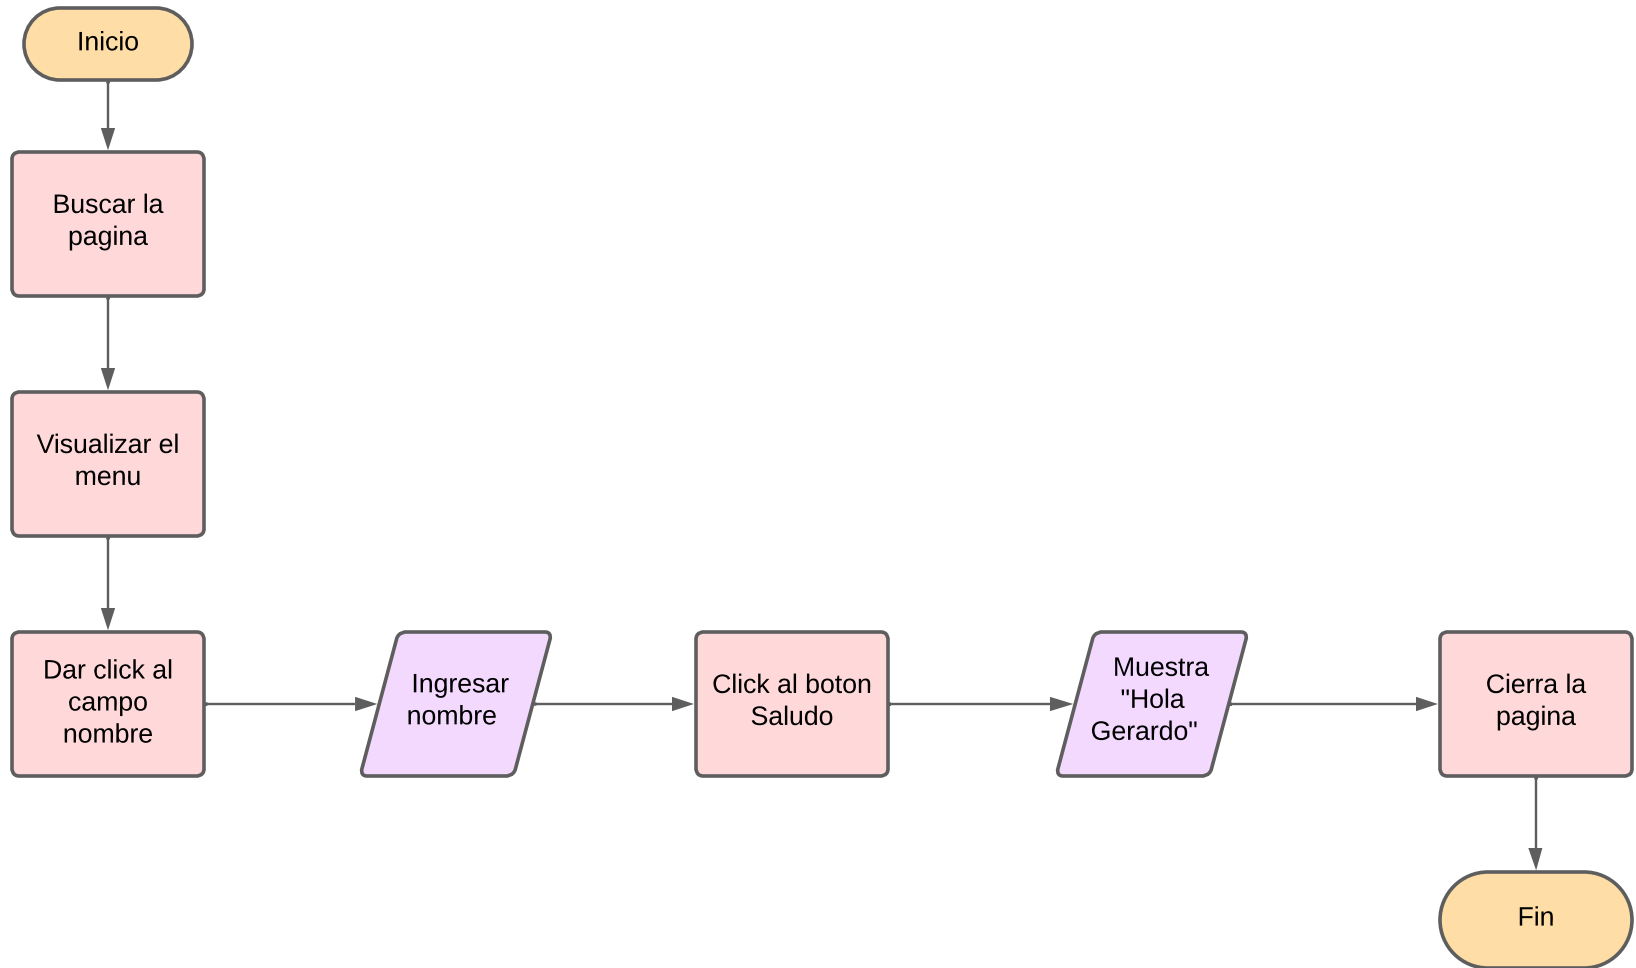 Inicio
Buscar la
pagina
Visualizar el
menu
Dar click al
campo
nombre
Ingresar
nombre
Click al boton
Saludo
Muestra
"Hola
Gerardo"
Cierra la
pagina
Fin